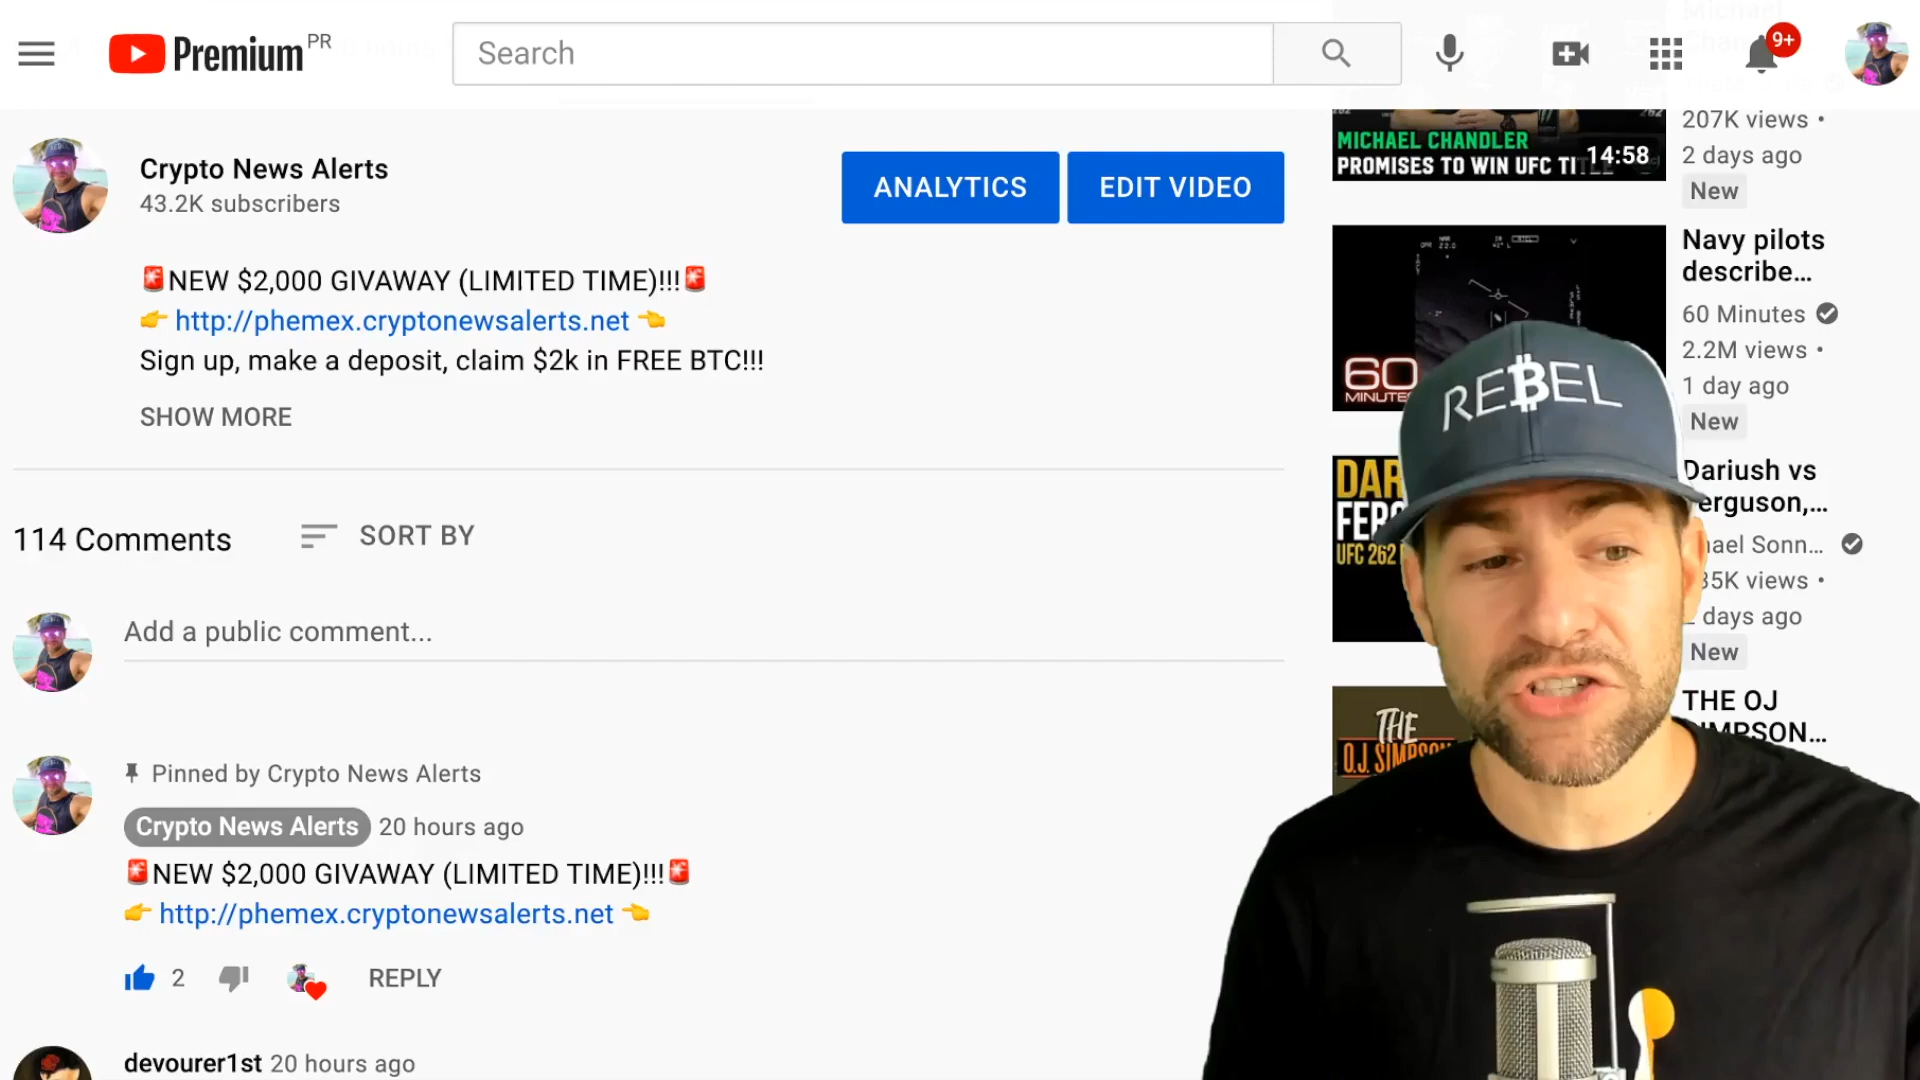 Premium PR
Search
9+
Crypto News Alerts
43.2K subscribers
ANALYTICS
EDIT VIDEO
🚨NEW $2,000 GIVAWAY (LIMITED TIME)!!!🚨
👉 http://phemex.cryptonewsalerts.net 👈
Sign up, make a deposit, claim $2k in FREE BTC!!!
SHOW MORE
114 Comments
SORT BY
Add a public comment...
Pinned by Crypto News Alerts
Crypto News Alerts 20 hours ago
🚨NEW $2,000 GIVAWAY (LIMITED TIME)!!!🚨
👉 http://phemex.cryptonewsalerts.net 👈
2
REPLY
devourer1st 20 hours ago
MICHAEL CHANDLER
PROMISES TO WIN UFC
14:58
207K views •
2 days ago
New
60
MINUTES
Navy pilots
describe...
60 Minutes
2.2M views •
1 day ago
New
UFC 262
Dariush vs
Sonn...
views •
days ago
New
THE
O.J. SIMPSON
THE OJ
REBEL